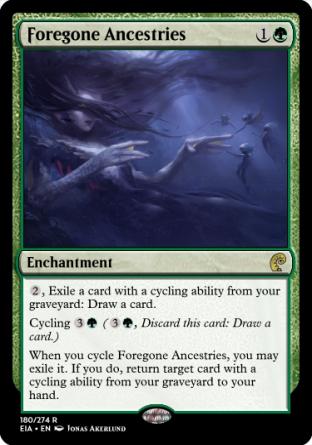 Foregone Ancestries 1
Enchantment
2, Exile a card with a cycling ability from your
graveyard: Draw a card.
Cycling 3 ( 3 , Discard this card: Draw a
card.)
When you cycle Foregone Ancestries, you may
exile it. If you do, return target card with a
cycling ability from your graveyard to your
hand.
180/274 R
EIA • EN Jonas Akerlund